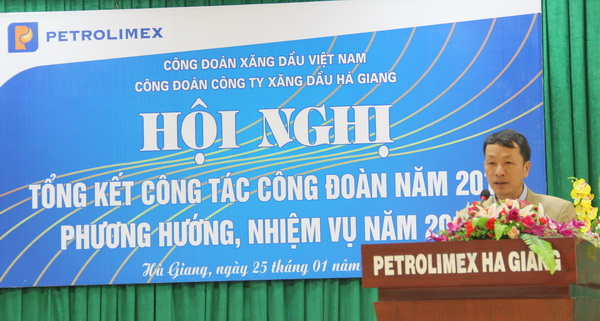 PETROLIMEX
CÔNG ĐOÀN XĂNG DẦU VIỆT NAM
CÔNG ĐOÀN CÔNG TY XĂNG DẦU HÀ GIANG
HỘI NGHỊ
TỔNG KẾT CÔNG TÁC CÔNG ĐOÀN NĂM
PHƯƠNG HƯỚNG, NHIỆM VỤ NĂM
Hà Giang, ngày 25 tháng 01 năm
PETROLIMEX HA GIANG